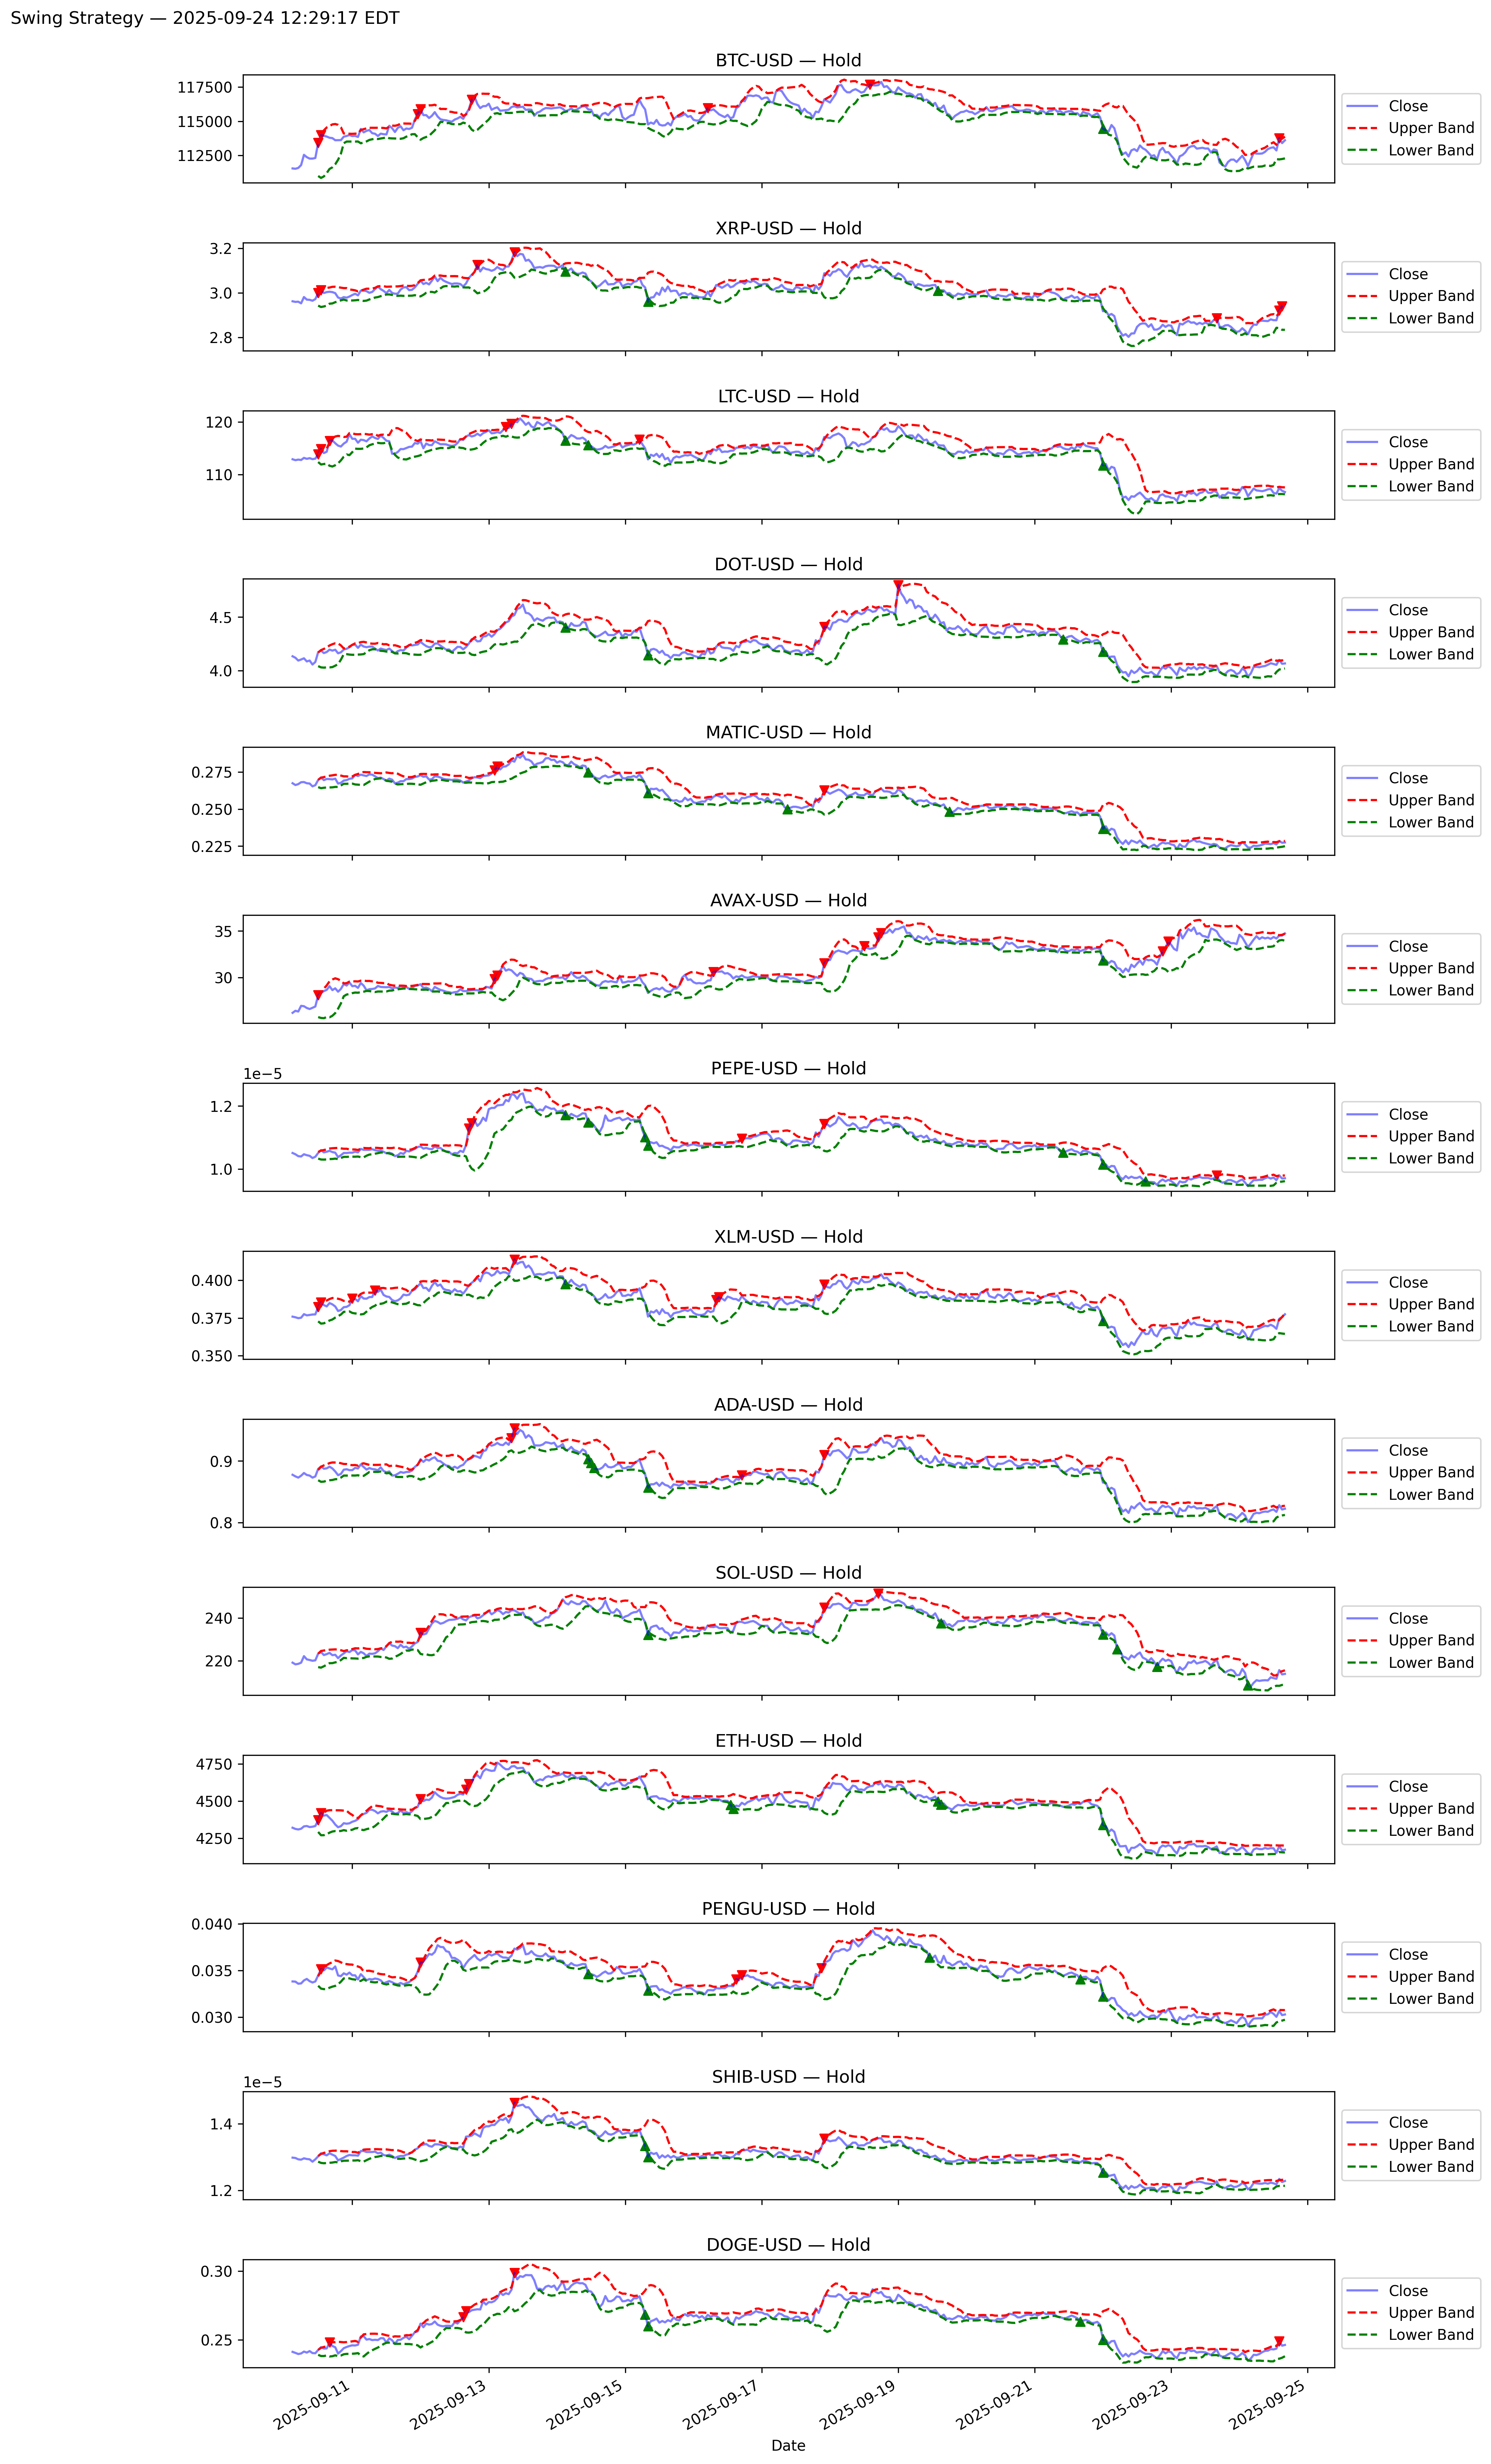 Swing Strategy — 2025-09-24 12:29:17 EDT
BTC-USD — Hold
117500
115000
112500
Close
Upper Band
Lower Band
XRP-USD — Hold
3.2
3.0
2.8
Close
Upper Band
Lower Band
LTC-USD — Hold
120
110
Close
Upper Band
Lower Band
DOT-USD — Hold
4.5
4.0
Close
Upper Band
Lower Band
MATIC-USD — Hold
0.275
0.250
0.225
Close
Upper Band
Lower Band
AVAX-USD — Hold
35
30
Close
Upper Band
Lower Band
PEPE-USD — Hold
1e−5
1.2
1.0
Close
Upper Band
Lower Band
XLM-USD — Hold
0.400
0.375
0.350
Close
Upper Band
Lower Band
ADA-USD — Hold
0.9
0.8
Close
Upper Band
Lower Band
SOL-USD — Hold
240
220
Close
Upper Band
Lower Band
ETH-USD — Hold
4750
4500
4250
Close
Upper Band
Lower Band
PENGU-USD — Hold
0.040
0.035
0.030
Close
Upper Band
Lower Band
SHIB-USD — Hold
1e−5
1.4
1.2
Close
Upper Band
Lower Band
DOGE-USD — Hold
0.30
0.25
Close
Upper Band
Lower Band
2025-09-11
2025-09-13
2025-09-15
2025-09-17
2025-09-19
2025-09-21
2025-09-23
2025-09-25
Date